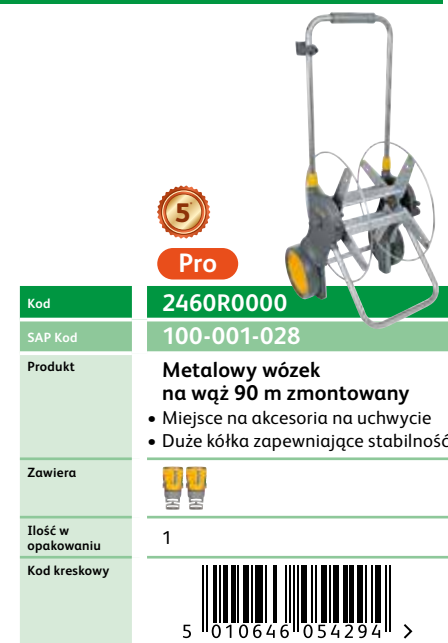 5
Pro
Kod 2460R0000
SAP Kod 100-001-028
Produkt Metalowy wózek
na wąż 90 m zmontowany
• Miejsce na akcesoria na uchwycie
• Duże kółka zapewniające stabilność
Zawiera
Ilość w
opakowaniu 1
Kod kreskowy
5 010646 054294 >